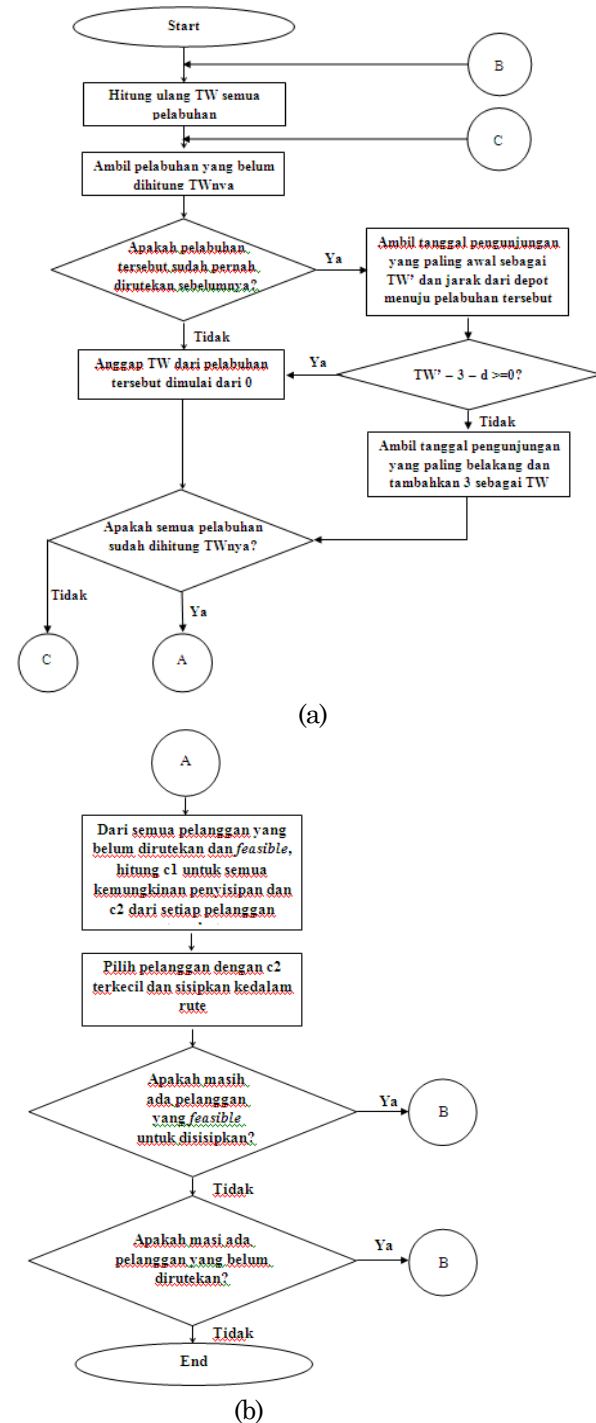 Start
B
Hitung ulang TW semua
pelabuhan
C
Ambil pelabuhan yang belum
dihitung TWnya
Apakah pelabuhan
tersebut sudah pernah
dirutekan sebelumnya?
Ya
Ambil tanggal pengunjungan
yang paling awal sebagai
TW’ dan jarak dari depot
menuju pelabuhan tersebut
Tidak
Anggap TW dari pelabuhan
tersebut dimulai dari 0
Ya
TW’ – 3 – d >=0?
Tidak
Ambil tanggal pengunjungan
yang paling belakang dan
tambahkan 3 sebagai TW
Apakah semua pelabuhan
sudah dihitung TWnya?
Tidak
Ya
C
A
(a)
A
Dari semua pelanggan yang
belum dirutekan dan feasible,
hitung c1 untuk semua
kemungkinan penyisipan dan
c2 dari setiap pelanggan
Pilih pelanggan dengan c2
terkecil dan sisipkan kedalam
rute
Apakah masih
ada pelanggan
yang feasible
untuk disisipkan?
Ya
B
Tidak
Apakah masi ada
pelanggan yang belum
dirutekan?
Ya
B
Tidak
End
(b)